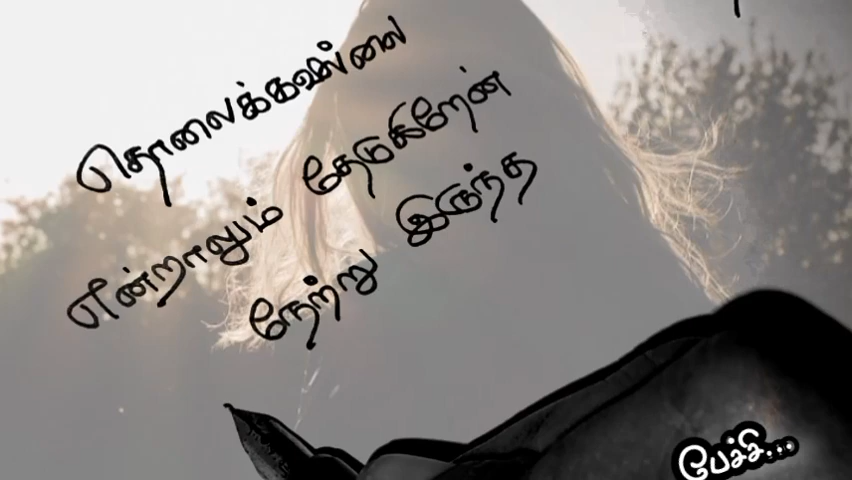 தொலைக்கவில்லை
என்றாலும் தேடுகிறேன்
நேற்று இருந்த
பேச்சி...